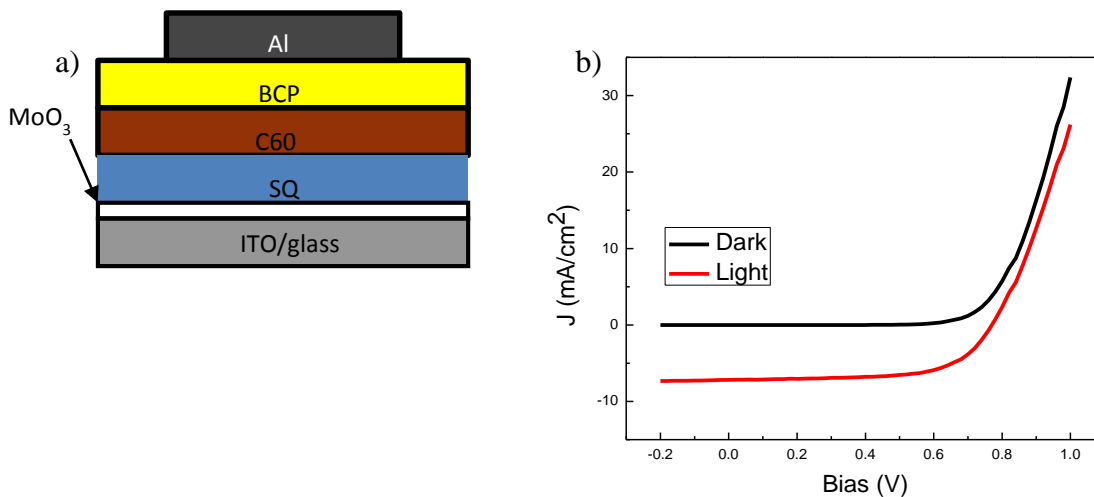 a)
Al
BCP
MoO₃
C60
SQ
ITO/glass
b)
J (mA/cm²)
30
20
10
0
-10
Dark
Light
-0.2 0.0 0.2 0.4 0.6 0.8 1.0
Bias (V)